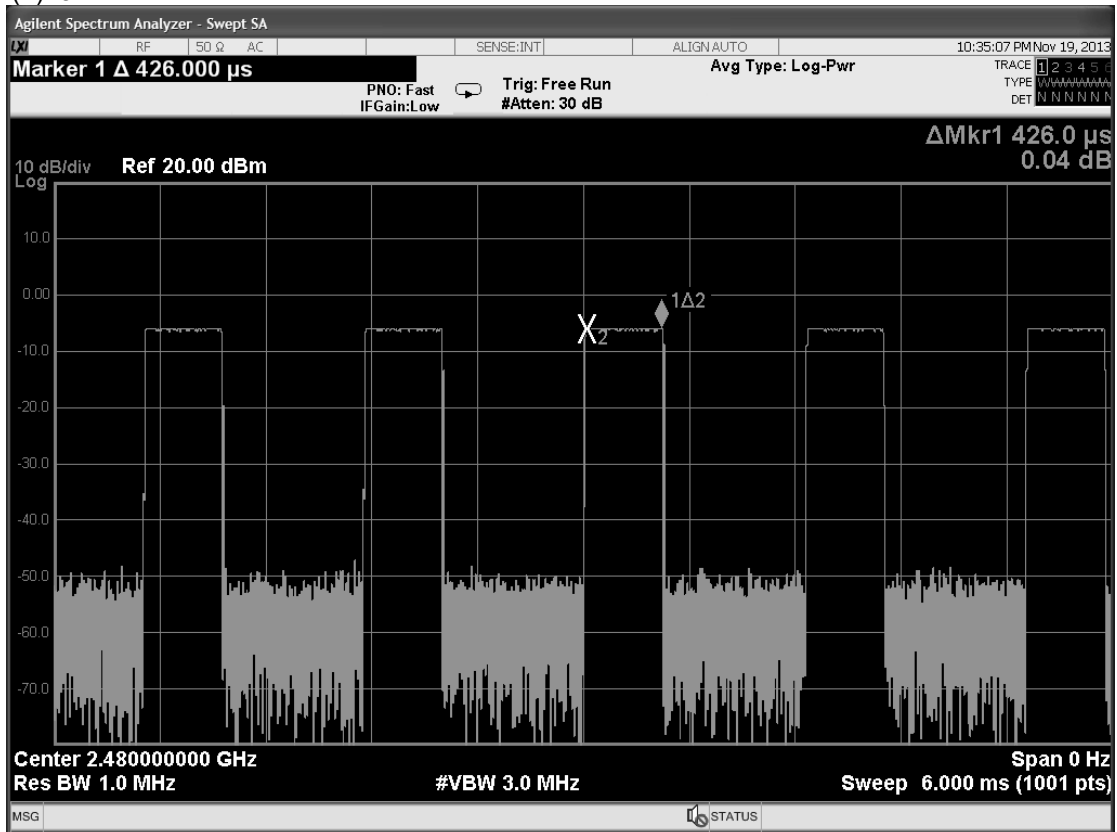 Agilent Spectrum Analyzer - Swept SA
LXI RF 50 Ω AC SENSE:INT ALIGN AUTO 10:35:07 PM Nov 19, 2013
Marker 1 Δ 426.000 µs
PNO: Fast
IFGain:Low
Trig: Free Run
#Atten: 30 dB
Avg Type: Log-Pwr
TRACE 1 2 3 4 5 6
TYPE
DET N N N N N N
ΔMkr1 426.0 µs
0.04 dB
10 dB/div Ref 20.00 dBm
Log
10.0
0.00
1Δ2
X2
-10.0
-20.0
-30.0
-40.0
-50.0
-60.0
-70.0
Center 2.480000000 GHz Span 0 Hz
Res BW 1.0 MHz #VBW 3.0 MHz Sweep 6.000 ms (1001 pts)
MSG STATUS